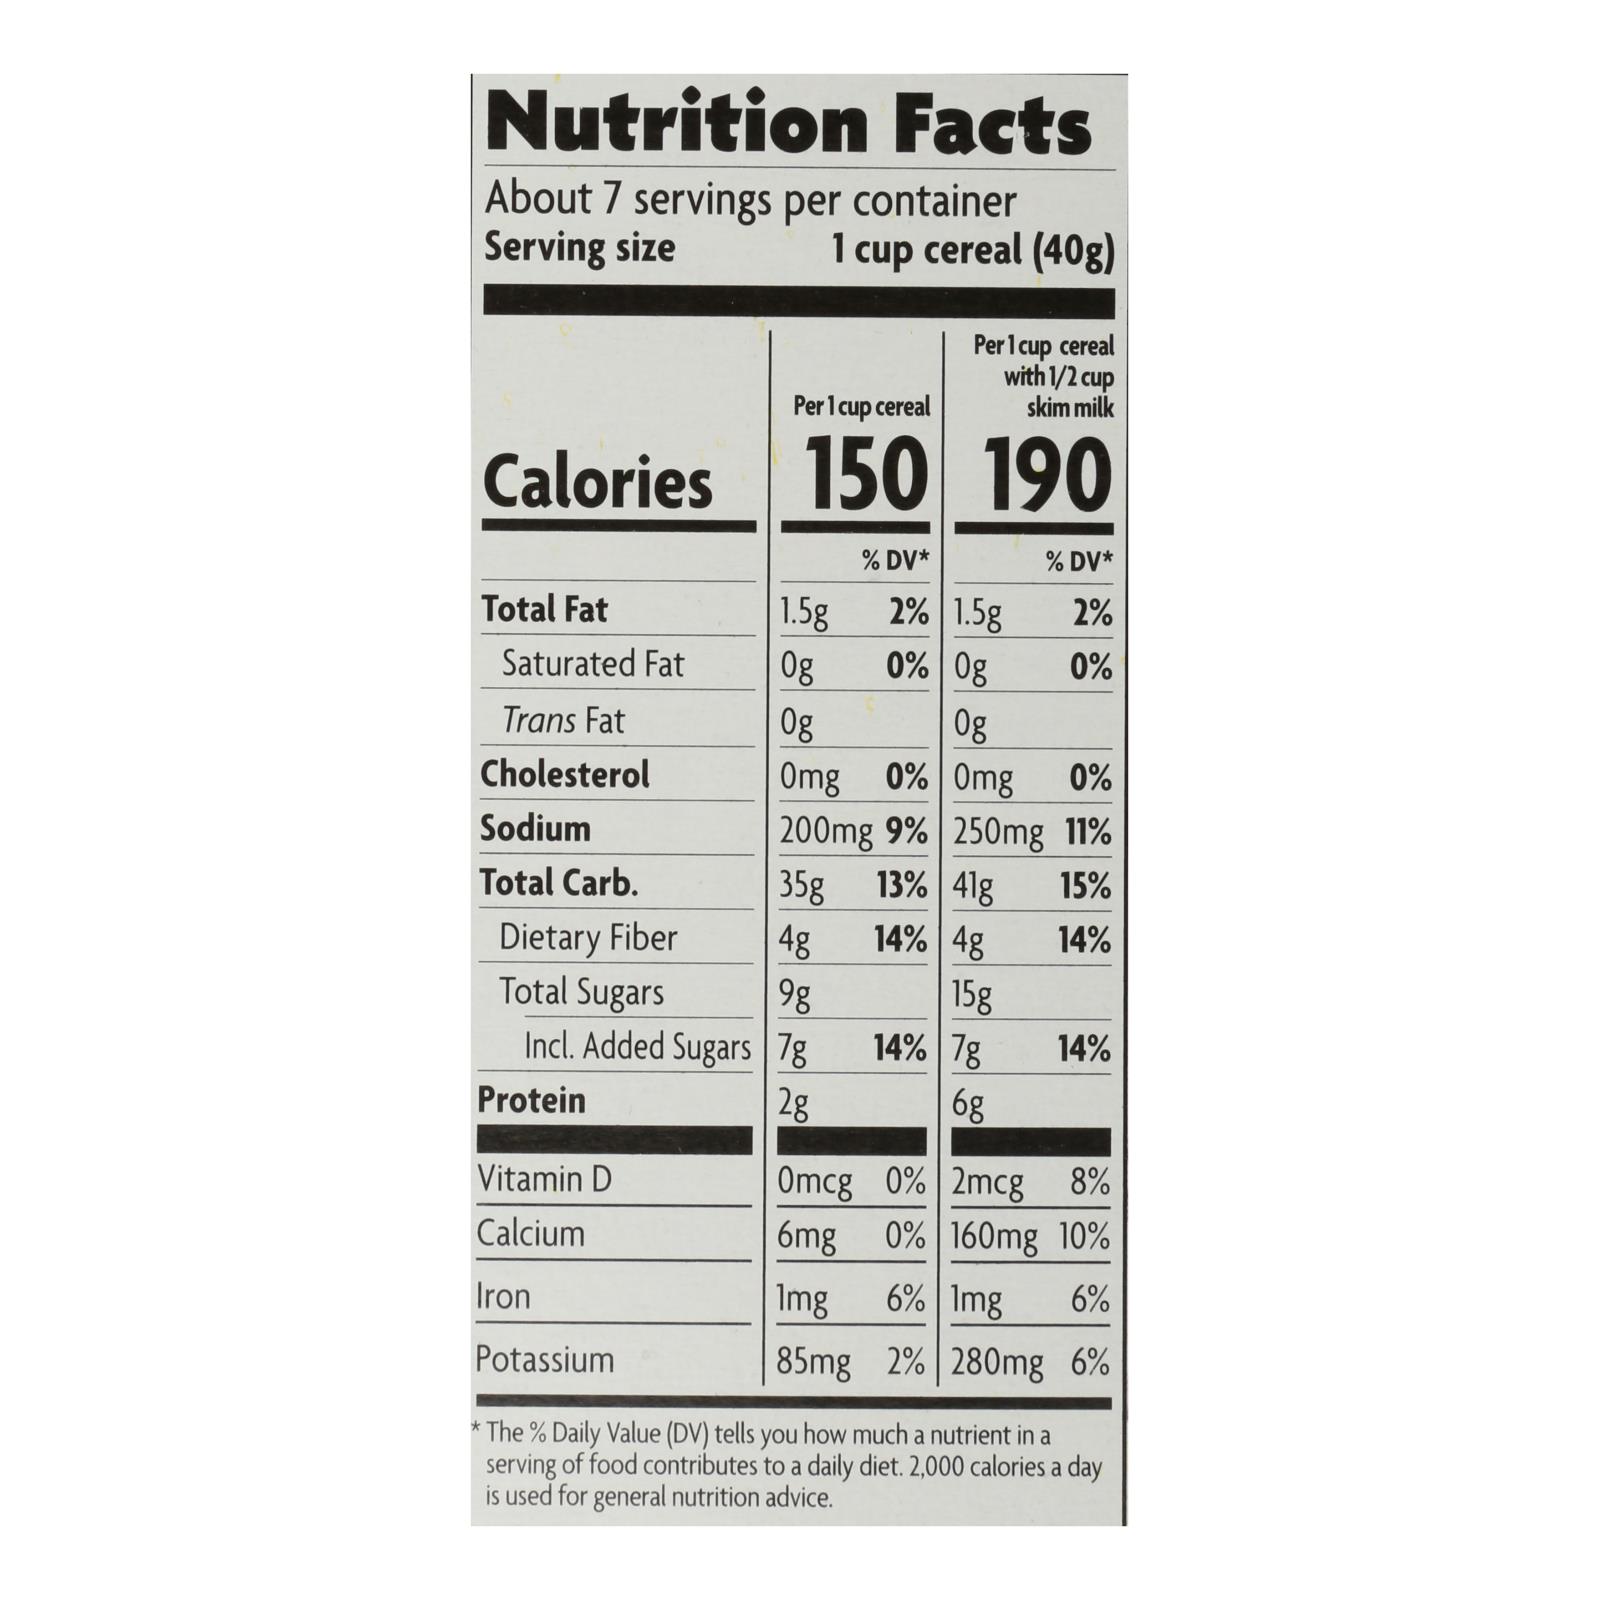 Nutrition Facts
About 7 servings per container
Serving size 1 cup cereal (40g)
Per 1 cup cereal
Per 1 cup cereal
with 1/2 cup
skim milk
Calories 150 190
% DV* % DV*
Total Fat 1.5g 2% 1.5g 2%
Saturated Fat 0g 0% 0g 0%
Trans Fat 0g 0g
Cholesterol 0mg 0% 0mg 0%
Sodium 200mg 9% 250mg 11%
Total Carb. 35g 13% 41g 15%
Dietary Fiber 4g 14% 4g 14%
Total Sugars 9g 15g
Incl. Added Sugars 7g 14% 7g 14%
Protein 2g 6g
Vitamin D 0mcg 0% 2mcg 8%
Calcium 6mg 0% 160mg 10%
Iron 1mg 6% 1mg 6%
Potassium 85mg 2% 280mg 6%
* The % Daily Value (DV) tells you how much a nutrient in a
serving of food contributes to a daily diet. 2,000 calories a day
is used for general nutrition advice.